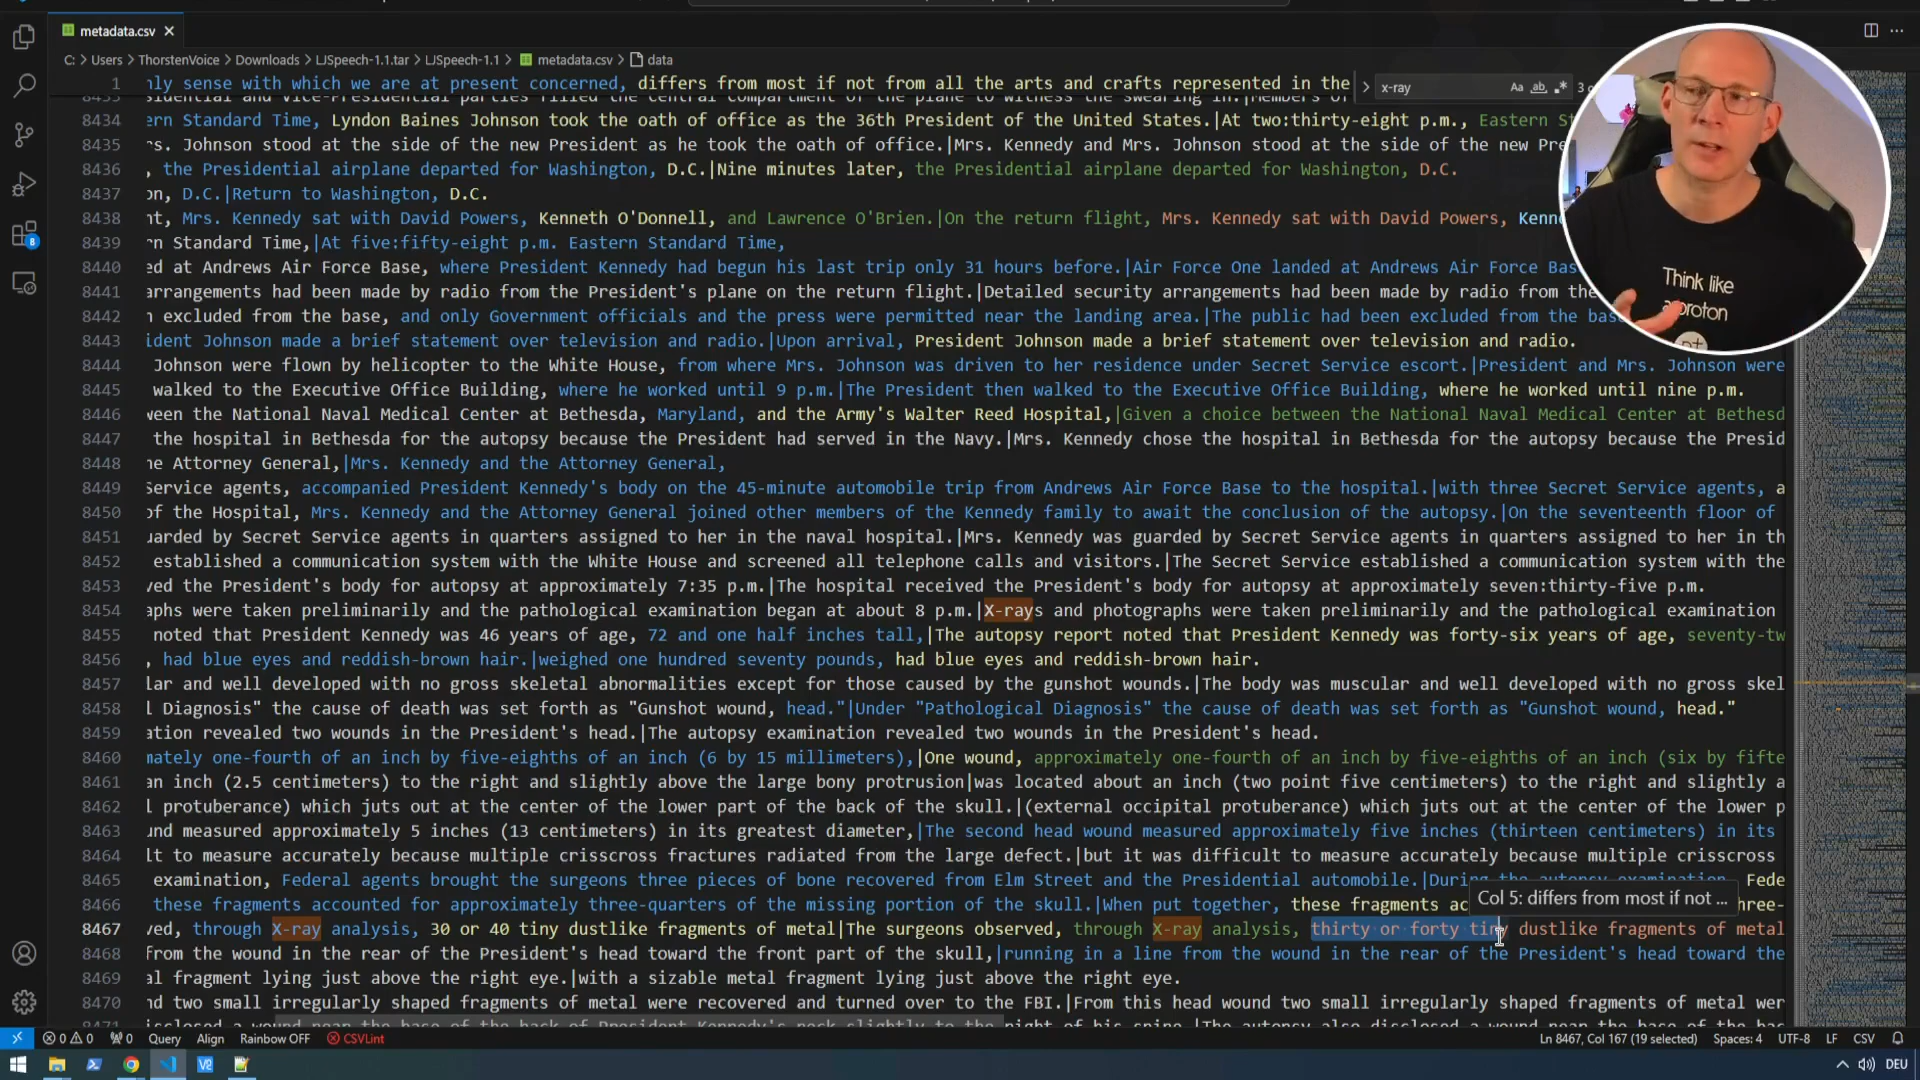 metadata.csv
C: > Users > ThorstenVoice > Downloads > LJSpeech-1.1.tar > LJSpeech-1.1 > metadata.csv > data
x-ray
1 nly sense with which we are at present concerned, differs from most if not from all the arts and crafts represented in the
8434 ern Standard Time, Lyndon Baines Johnson took the oath of office as the 36th President of the United States.|At two:thirty-eight p.m., Eastern St
8435 rs. Johnson stood at the side of the new President as he took the oath of office.|Mrs. Kennedy and Mrs. Johnson stood at the side of the new Pre
8436 , the Presidential airplane departed for Washington, D.C.|Nine minutes later, the Presidential airplane departed for Washington, D.C.
8437 on, D.C.|Return to Washington, D.C.
8438 nt, Mrs. Kennedy sat with David Powers, Kenneth O'Donnell, and Lawrence O'Brien.|On the return flight, Mrs. Kennedy sat with David Powers, Kenn
8439 rn Standard Time,|At five:fifty-eight p.m. Eastern Standard Time,
8440 ed at Andrews Air Force Base, where President Kennedy had begun his last trip only 31 hours before.|Air Force One landed at Andrews Air Force Bas
8441 arrangements had been made by radio from the President's plane on the return flight.|Detailed security arrangements had been made by radio from the
8442 n excluded from the base, and only Government officials and the press were permitted near the landing area.|The public had been excluded from the bas
8443 ident Johnson made a brief statement over television and radio.|Upon arrival, President Johnson made a brief statement over television and radio.
8444 Johnson were flown by helicopter to the White House, from where Mrs. Johnson was driven to her residence under Secret Service escort.|President and Mrs. Johnson were
8445 walked to the Executive Office Building, where he worked until 9 p.m.|The President then walked to the Executive Office Building, where he worked until nine p.m.
8446 ween the National Naval Medical Center at Bethesda, Maryland, and the Army's Walter Reed Hospital,|Given a choice between the National Naval Medical Center at Bethesd
8447 the hospital in Bethesda for the autopsy because the President had served in the Navy.|Mrs. Kennedy chose the hospital in Bethesda for the autopsy because the Presid
8448 ne Attorney General,|Mrs. Kennedy and the Attorney General,
8449 Service agents, accompanied President Kennedy's body on the 45-minute automobile trip from Andrews Air Force Base to the hospital.|with three Secret Service agents, a
8450 of the Hospital, Mrs. Kennedy and the Attorney General joined other members of the Kennedy family to await the conclusion of the autopsy.|On the seventeenth floor of
8451 uarded by Secret Service agents in quarters assigned to her in the naval hospital.|Mrs. Kennedy was guarded by Secret Service agents in quarters assigned to her in th
8452 established a communication system with the White House and screened all telephone calls and visitors.|The Secret Service established a communication system with the
8453 ved the President's body for autopsy at approximately 7:35 p.m.|The hospital received the President's body for autopsy at approximately seven:thirty-five p.m.
8454 aphs were taken preliminarily and the pathological examination began at about 8 p.m.|X-rays and photographs were taken preliminarily and the pathological examination
8455 noted that President Kennedy was 46 years of age, 72 and one half inches tall,|The autopsy report noted that President Kennedy was forty-six years of age, seventy-tw
8456 , had blue eyes and reddish-brown hair.|weighed one hundred seventy pounds, had blue eyes and reddish-brown hair.
8457 lar and well developed with no gross skeletal abnormalities except for those caused by the gunshot wounds.|The body was muscular and well developed with no gross skel
8458 l Diagnosis" the cause of death was set forth as "Gunshot wound, head."|Under "Pathological Diagnosis" the cause of death was set forth as "Gunshot wound, head."
8459 ation revealed two wounds in the President's head.|The autopsy examination revealed two wounds in the President's head.
8460 mately one-fourth of an inch by five-eighths of an inch (6 by 15 millimeters),|One wound, approximately one-fourth of an inch by five-eighths of an inch (six by fifte
8461 an inch (2.5 centimeters) to the right and slightly above the large bony protrusion|was located about an inch (two point five centimeters) to the right and slightly a
8462 l protuberance) which juts out at the center of the lower part of the back of the skull.|(external occipital protuberance) which juts out at the center of the lower p
8463 und measured approximately 5 inches (13 centimeters) in its greatest diameter,|The second head wound measured approximately five inches (thirteen centimeters) in its
8464 lt to measure accurately because multiple crisscross fractures radiated from the large defect.|but it was difficult to measure accurately because multiple crisscross
8465 examination, Federal agents brought the surgeons three pieces of bone recovered from Elm Street and the Presidential automobile.|During the autopsy examination, Fede
8466 these fragments accounted for approximately three-quarters of the missing portion of the skull.|When put together, these fragments ac three-
Col 5: differs from most if not ...
8467 ved, through X-ray analysis, 30 or 40 tiny dustlike fragments of metal|The surgeons observed, through X-ray analysis, thirty or forty tiny dustlike fragments of metal
8468 from the wound in the rear of the President's head toward the front part of the skull,|running in a line from the wound in the rear of the President's head toward the
8469 al fragment lying just above the right eye.|with a sizable metal fragment lying just above the right eye.
8470 nd two small irregularly shaped fragments of metal were recovered and turned over to the FBI.|From this head wound two small irregularly shaped fragments of metal wer
Think like
a proton
0 0 0 Query Align Rainbow OFF CSVLint Ln 8467, Col 167 (19 selected) Spaces: 4 UTF-8 LF CSV
DEU